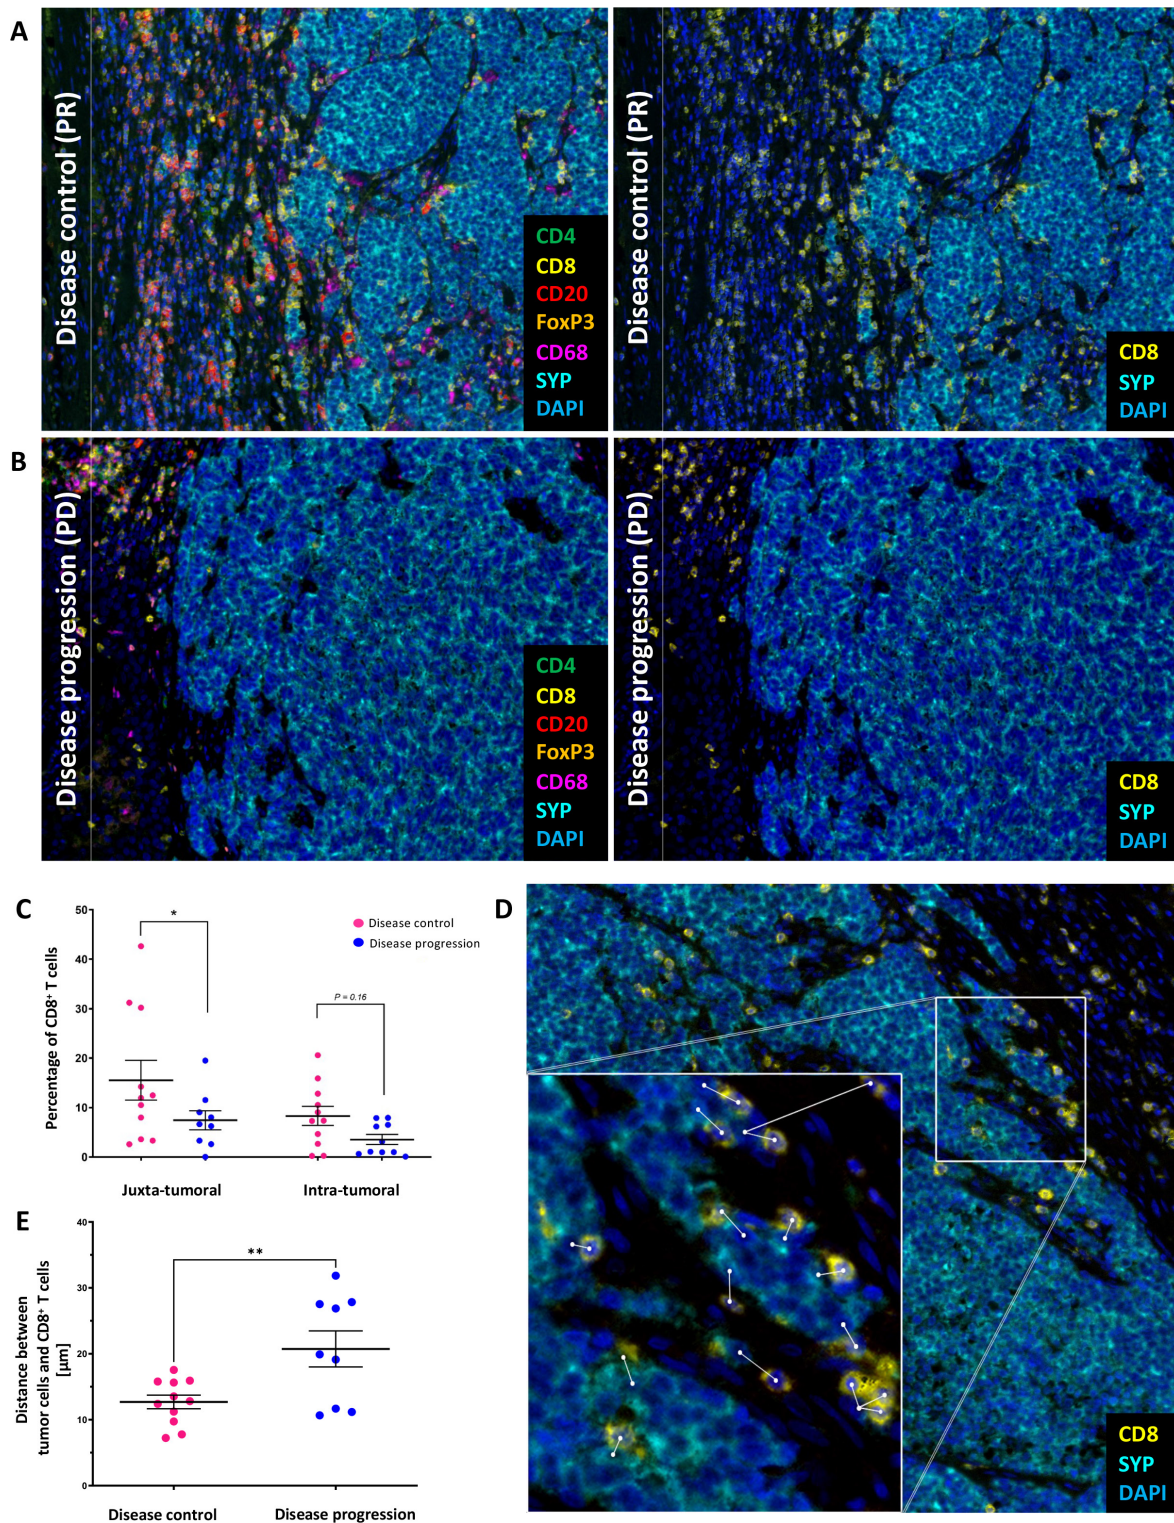 A
Disease control (PR)
CD4
CD8
CD20
FoxP3
CD68
SYP
DAPI
Disease control (PR)
CD8
SYP
DAPI
B
Disease progression (PD)
CD4
CD8
CD20
FoxP3
CD68
SYP
DAPI
Disease progression (PD)
CD8
SYP
DAPI
C
Percentage of CD8⁺ T cells
50
40
30
20
10
0
*
P = 0.16
Disease control
Disease progression
Juxta-tumoral
Intra-tumoral
D
CD8
SYP
DAPI
E
Distance between
tumor cells and CD8⁺ T cells
[µm]
40
30
20
10
0
**
Disease control
Disease progression